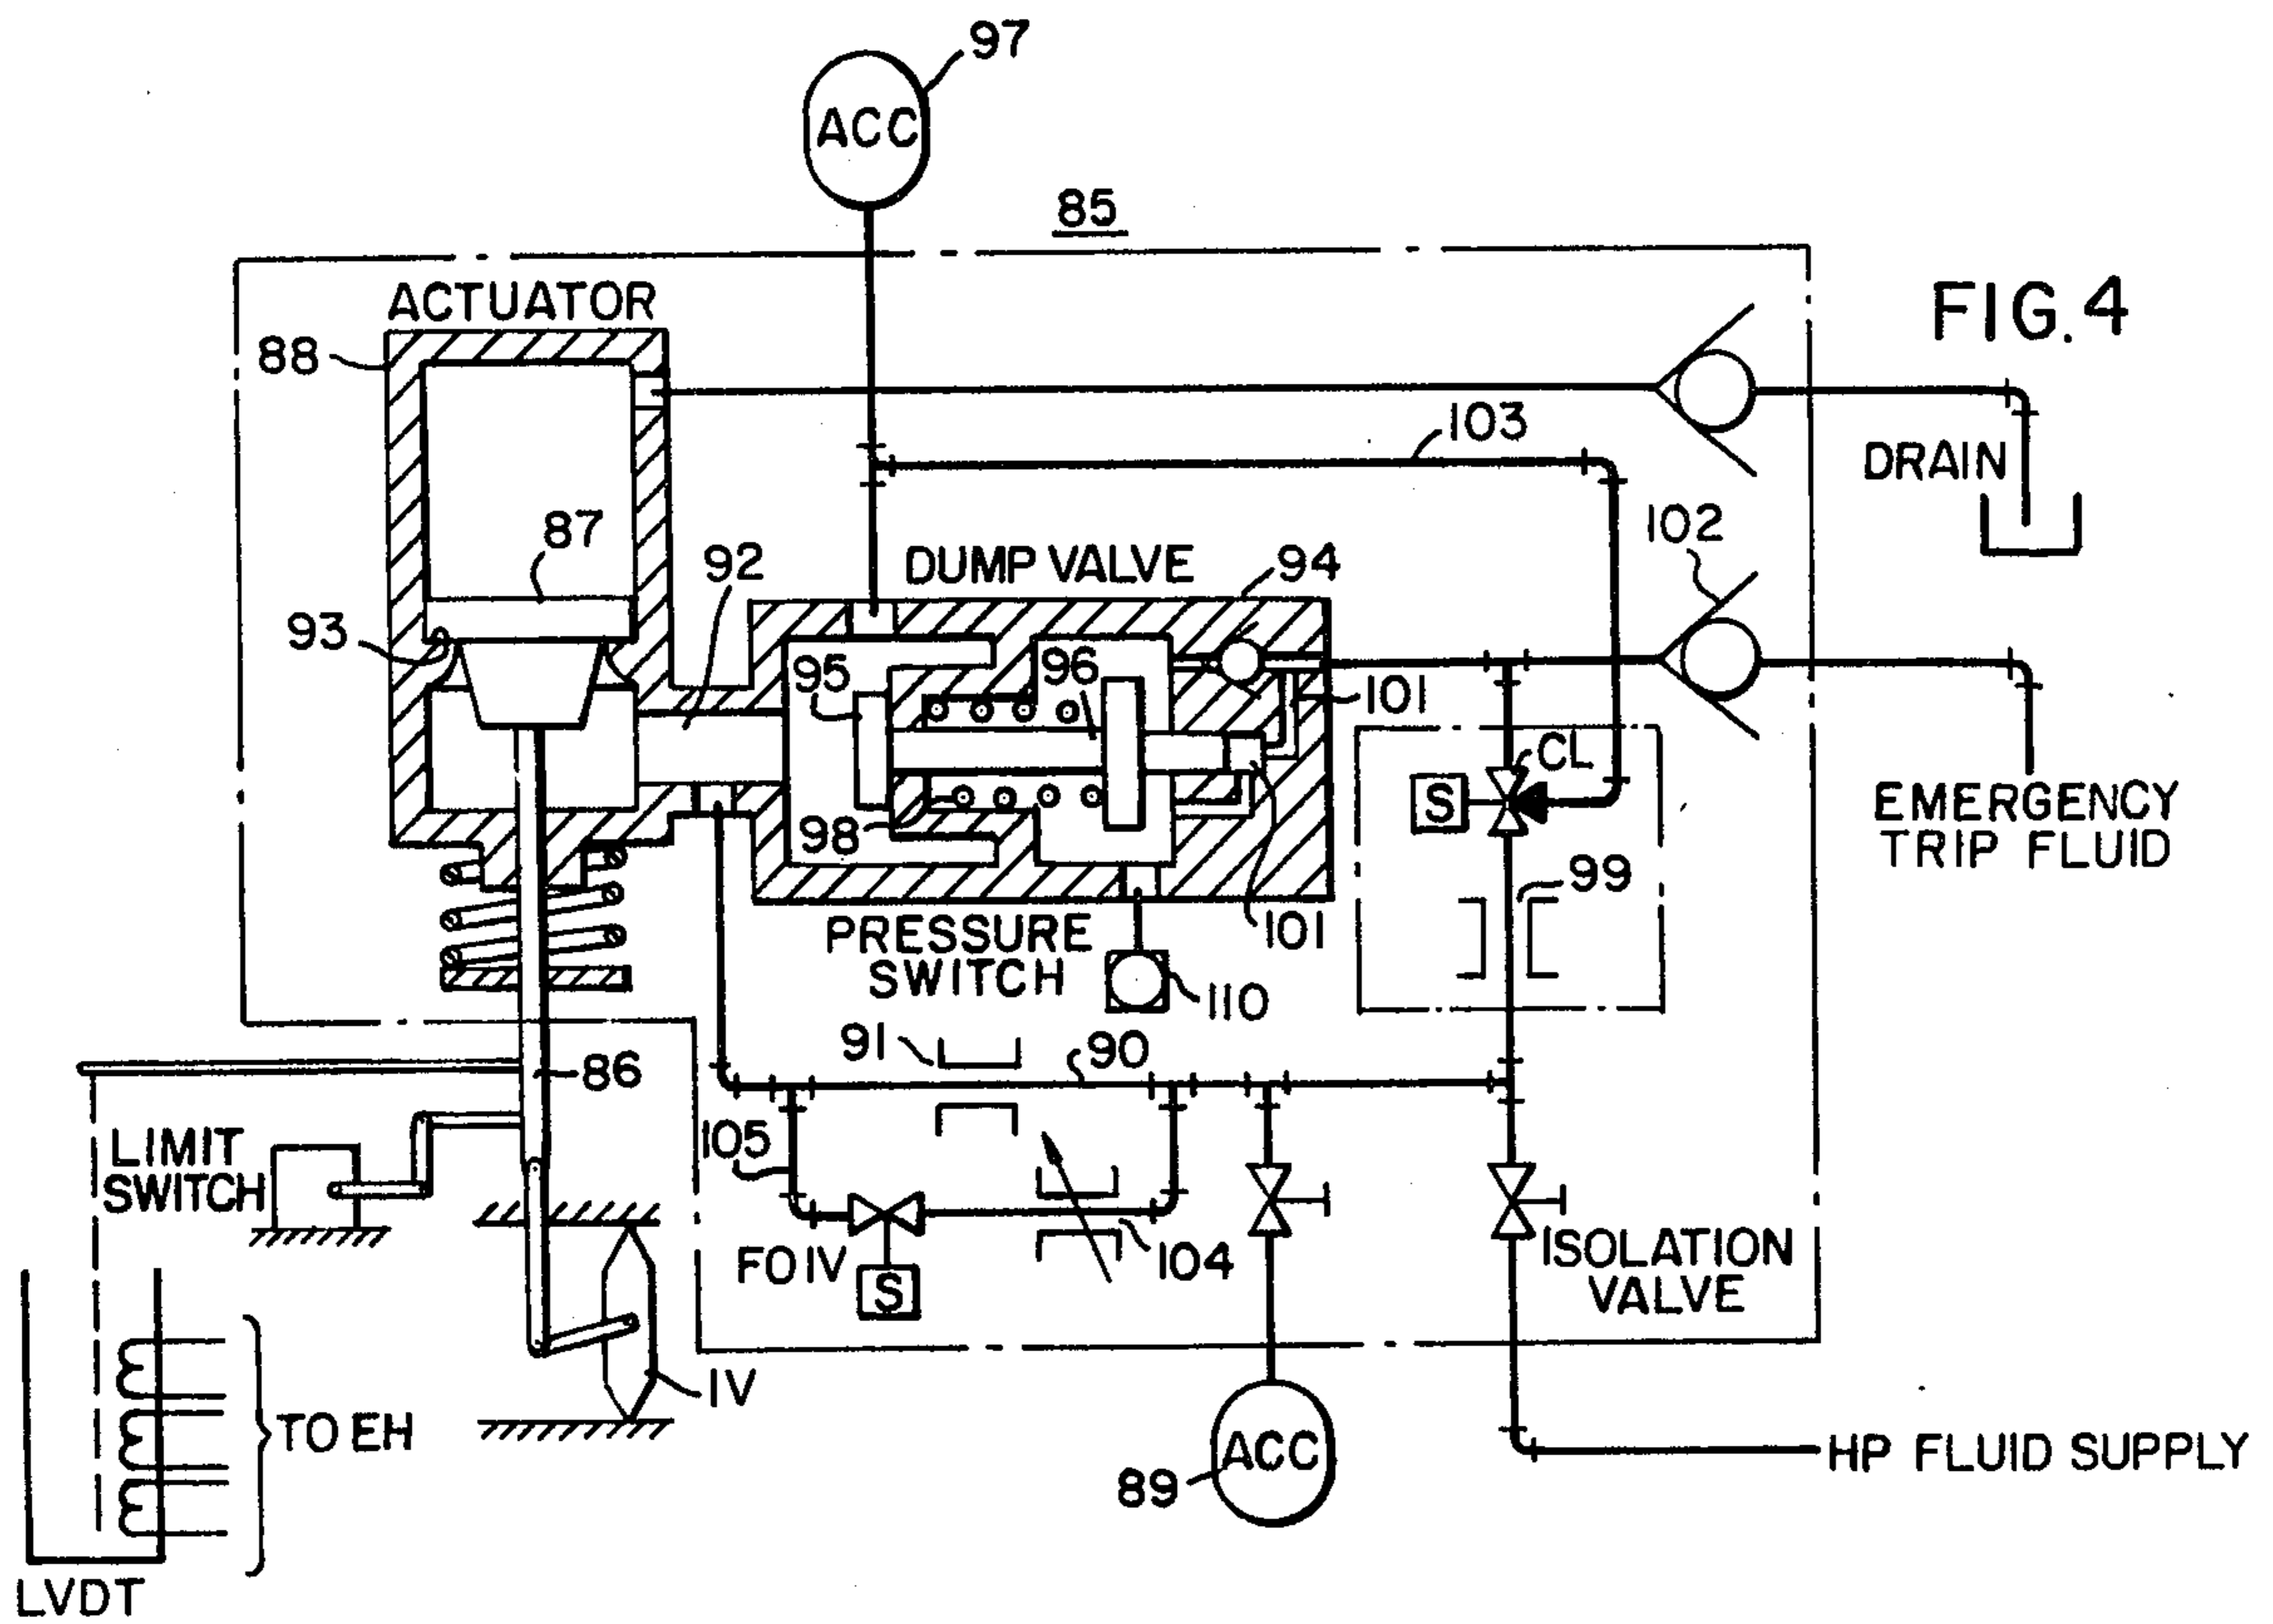 97
ACC
85
ACTUATOR
FIG. 4
88
103
DRAIN
87
102
92
DUMP VALVE
94
93
95
96
101
CL
S
EMERGENCY
TRIP FLUID
98
99
PRESSURE
SWITCH
101
110
91
90
86
105
LIMIT
SWITCH
FO IV
S
104
ISOLATION
VALVE
IV
TO EH
ACC
89
HP FLUID SUPPLY
LVDT